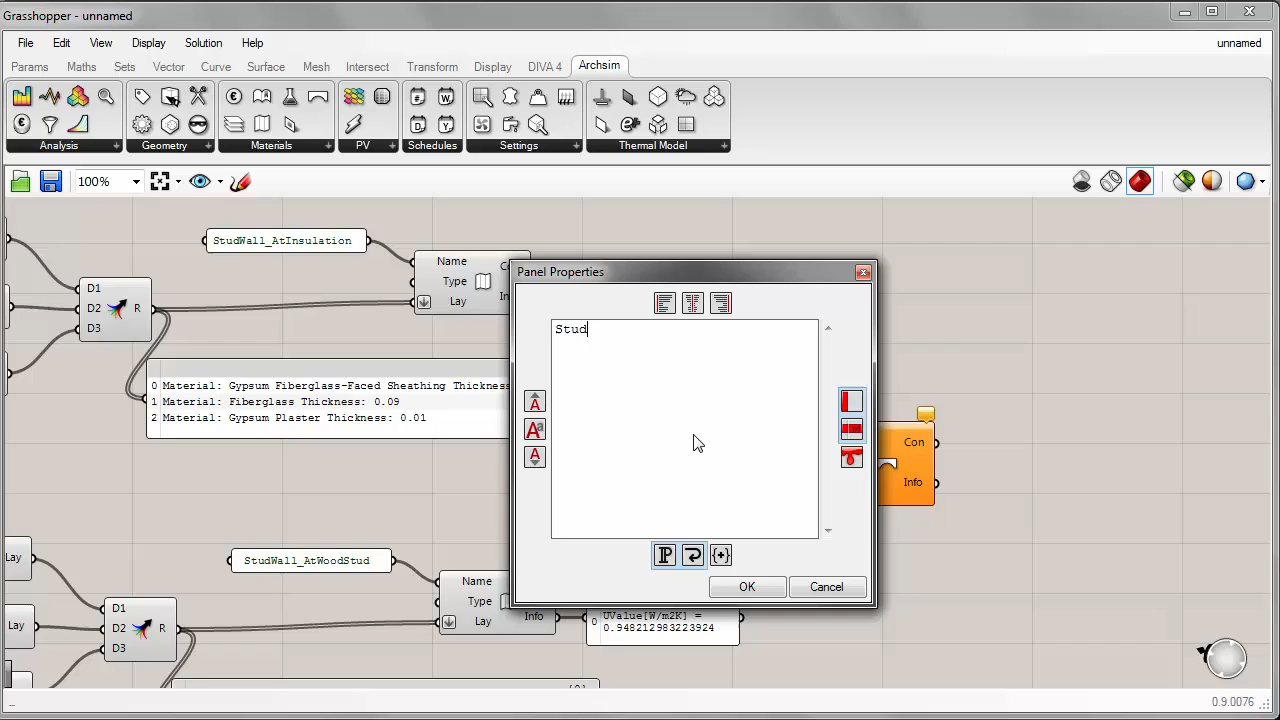 Grasshopper - unnamed
File Edit View Display Solution Help unnamed
Params Maths Sets Vector Curve Surface Mesh Intersect Transform Display DIVA 4 Archsim
Analysis Geometry Materials PV Schedules Settings Thermal Model
100%
StudWall_AtInsulation
Name
Type
Lay
D1
D2 R
D3
Panel Properties
Stud
0 Material: Gypsum Fiberglass-Faced Sheathing Thickness
1 Material: Fiberglass Thickness: 0.09
2 Material: Gypsum Plaster Thickness: 0.01
Con
Info
StudWall_AtWoodStud
Name
Type
Lay
Info
Lay
Lay
D1
D2 R
D3
OK Cancel
0 UValue[W/m2K] =
0.948212983223924
0.9.0076